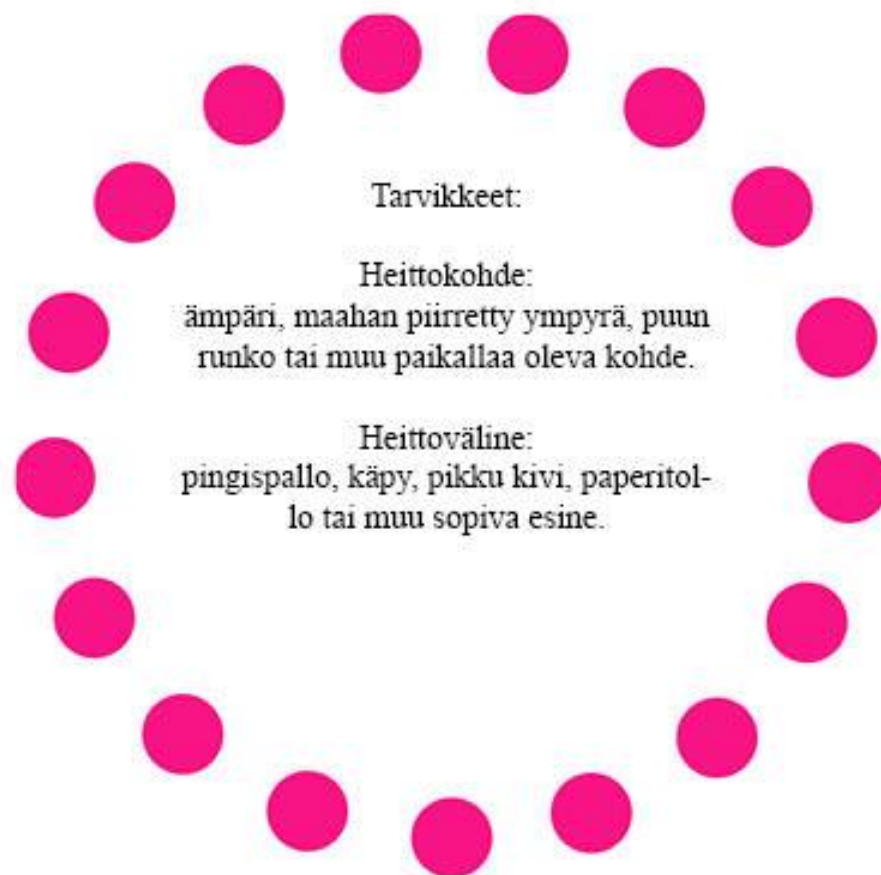 Tarvikkeet:
Heittokohde:
ämpäri, maahan piirretty ympyrä, puun
runko tai muu paikallaa oleva kohde.
Heittoväline:
pingispallo, käpy, pikku kivi, paperitol-
lo tai muu sopiva esine.